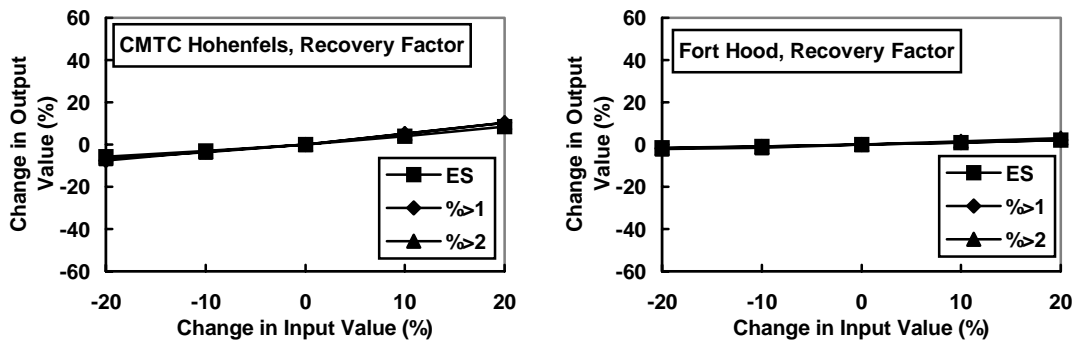 CMTC Hohenfels, Recovery Factor
Change in Output
Value (%)
60
40
20
0
-20
-40
-60
ES
%>1
%>2
-20 -10 0 10 20
Change in Input Value (%)
Fort Hood, Recovery Factor
Change in Output
Value (%)
60
40
20
0
-20
-40
-60
ES
%>1
%>2
-20 -10 0 10 20
Change in Input Value (%)